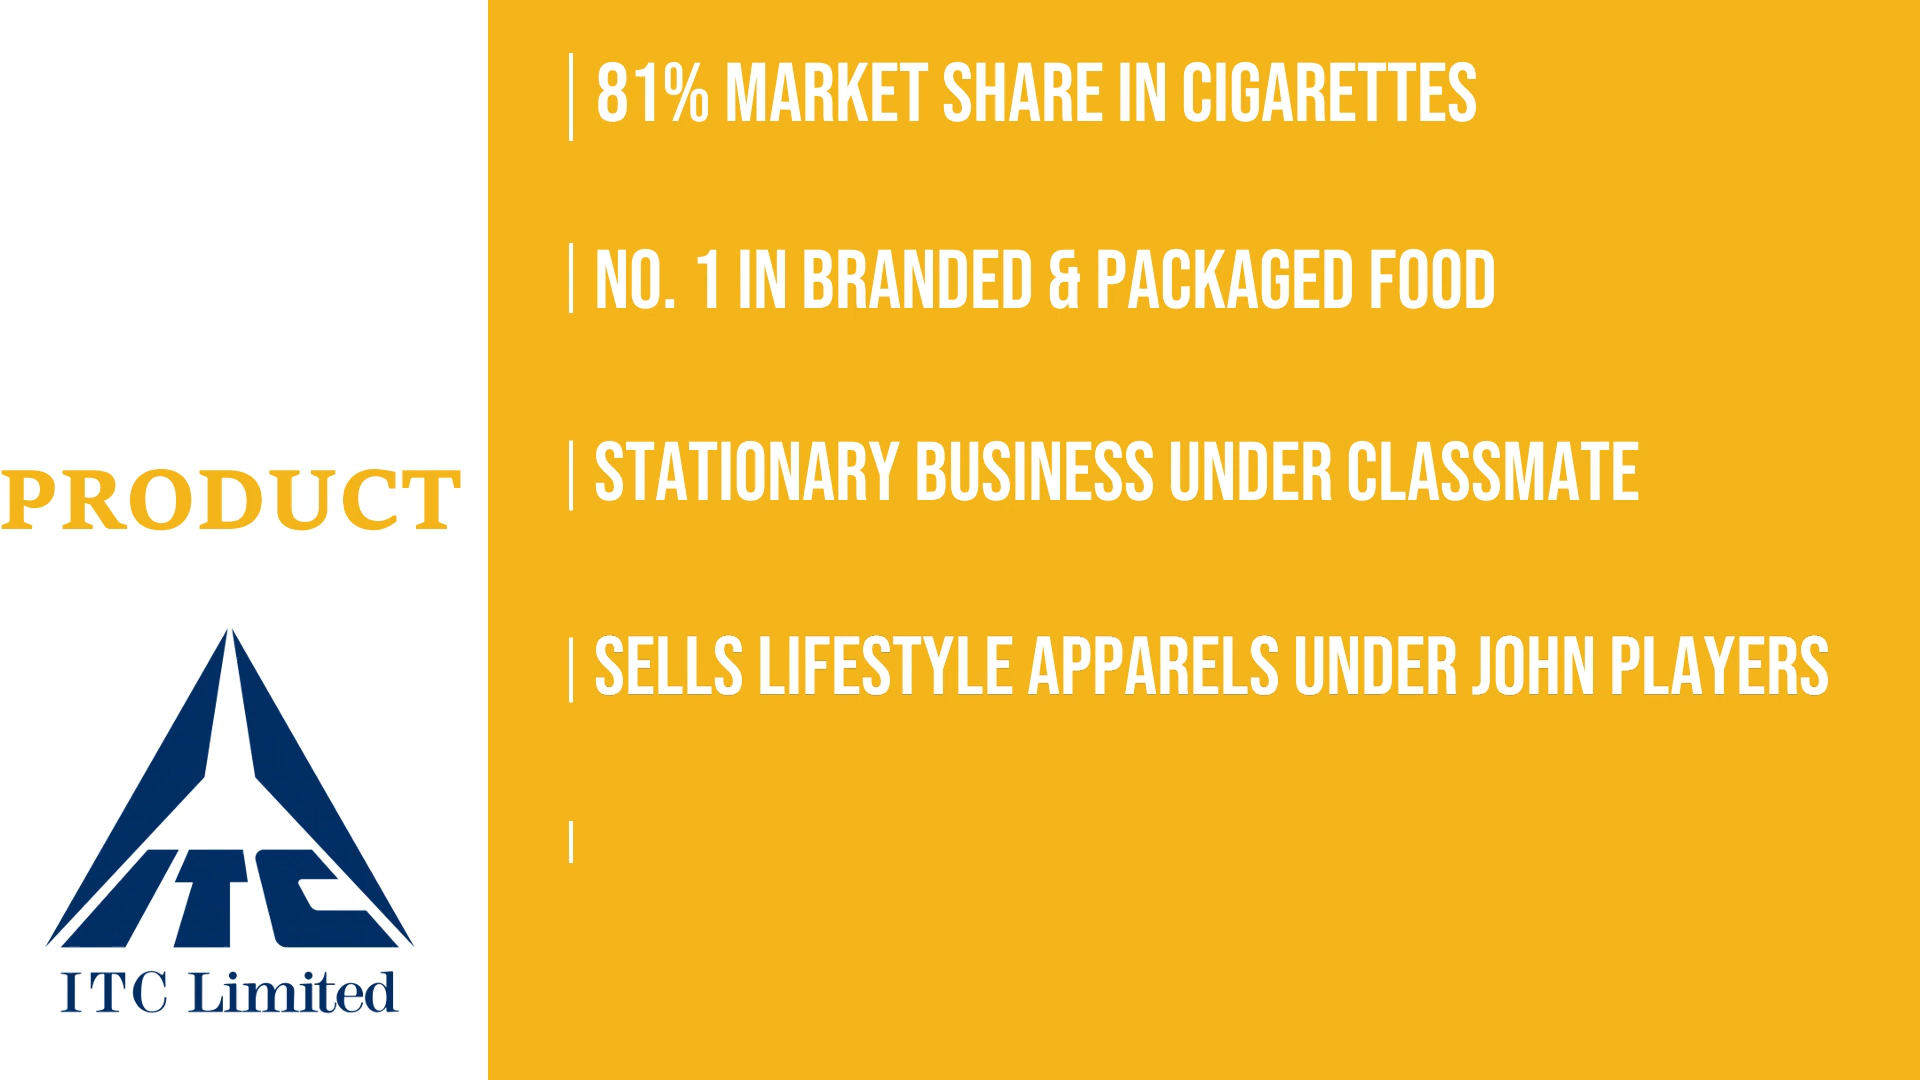 81% MARKET SHARE IN CIGARETTES
NO. 1 IN BRANDED & PACKAGED FOOD
STATIONARY BUSINESS UNDER CLASSMATE
SELLS LIFESTYLE APPARELS UNDER JOHN PLAYERS
PRODUCT
ITC
ITC Limited